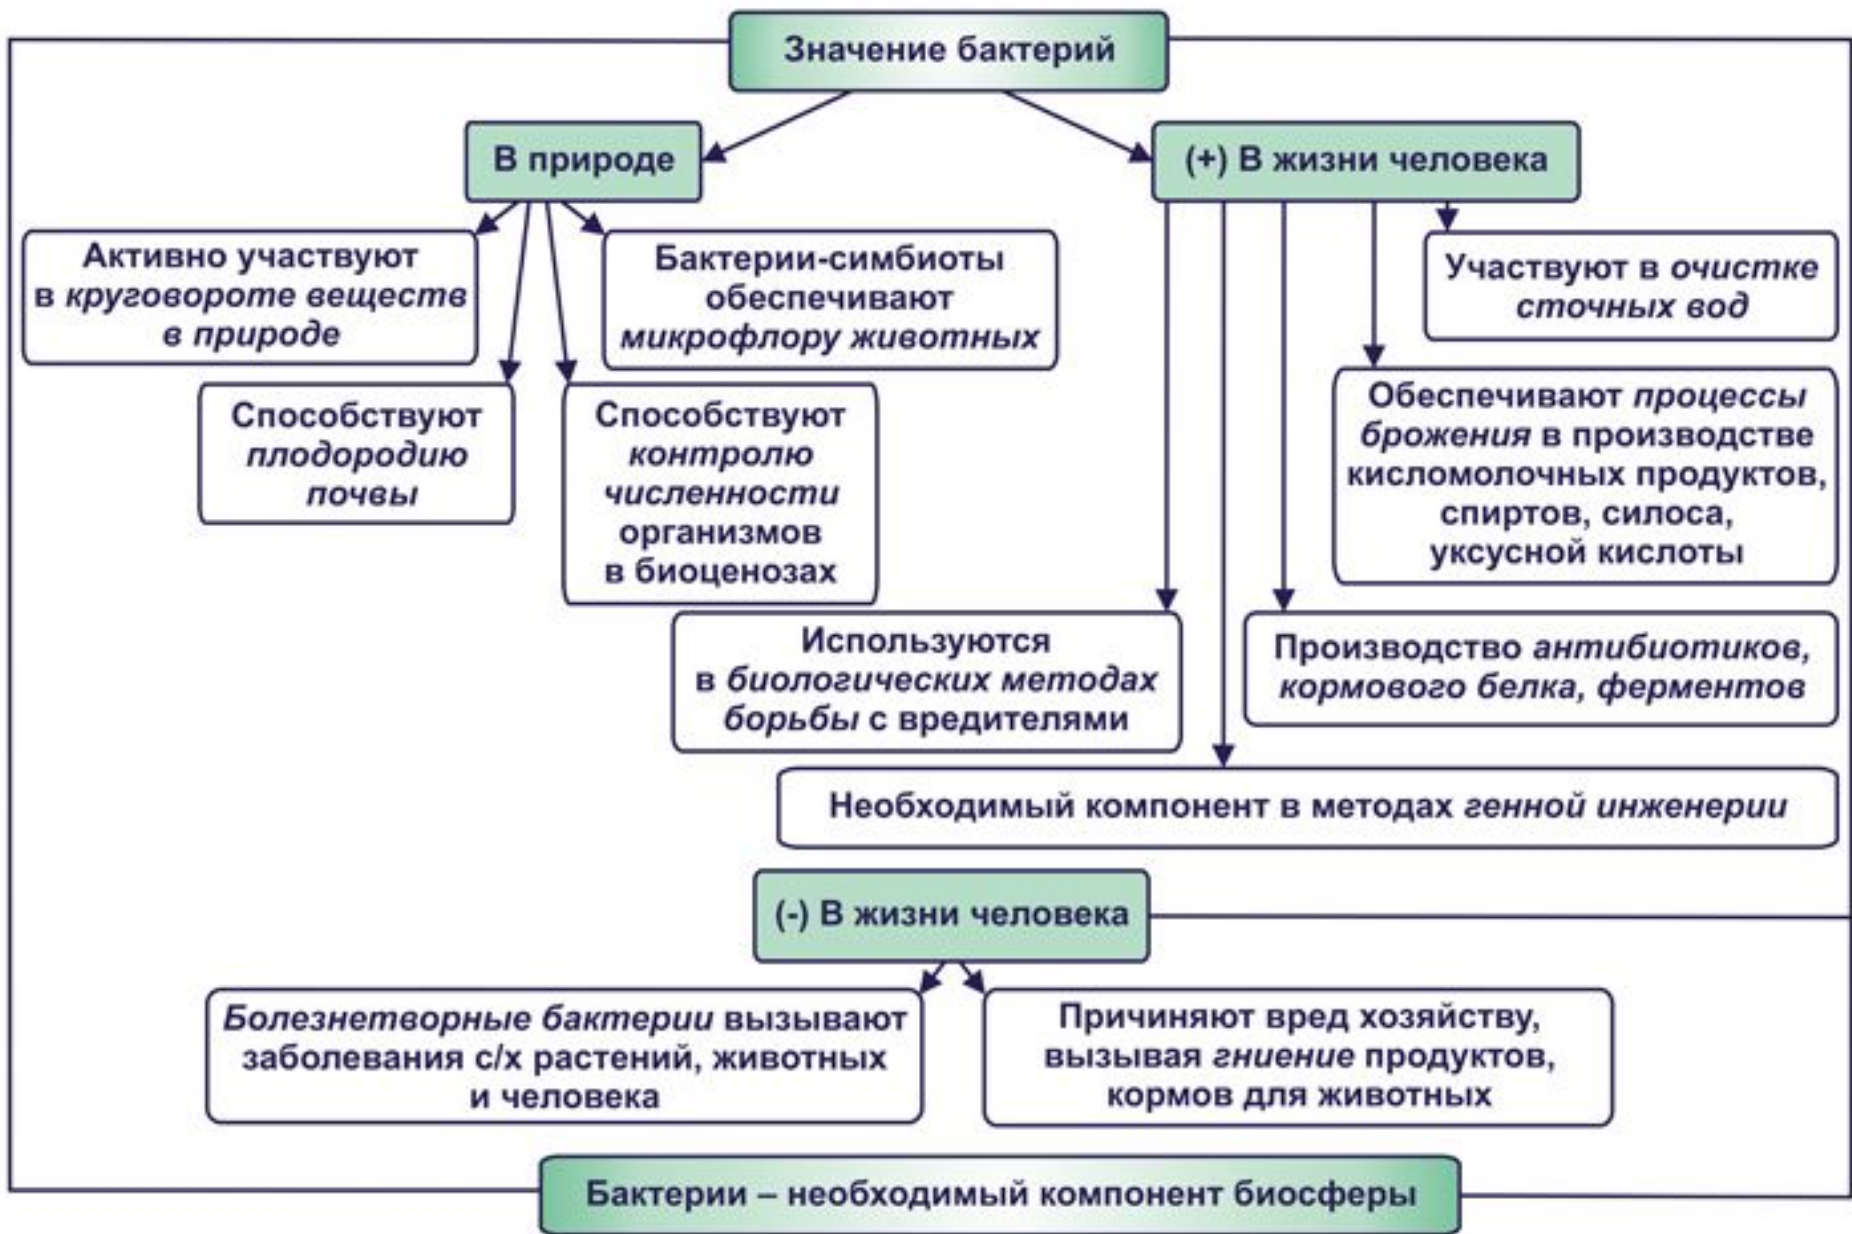 Значение бактерий
В природе
(+) В жизни человека
Активно участвуют
в круговороте веществ
в природе
Бактерии-симбиоты
обеспечивают
микрофлору животных
Участвуют в очистке
сточных вод
Способствуют
плодородию
почвы
Способствуют
контролю
численности
организмов
в биоценозах
Обеспечивают процессы
брожения в производстве
кисломолочных продуктов,
спиртов, силоса,
уксусной кислоты
Используются
в биологических методах
борьбы с вредителями
Производство антибиотиков,
кормового белка, ферментов
Необходимый компонент в методах генной инженерии
(-) В жизни человека
Болезнетворные бактерии вызывают
заболевания с/х растений, животных
и человека
Причиняют вред хозяйству,
вызывая гниение продуктов,
кормов для животных
Бактерии – необходимый компонент биосферы